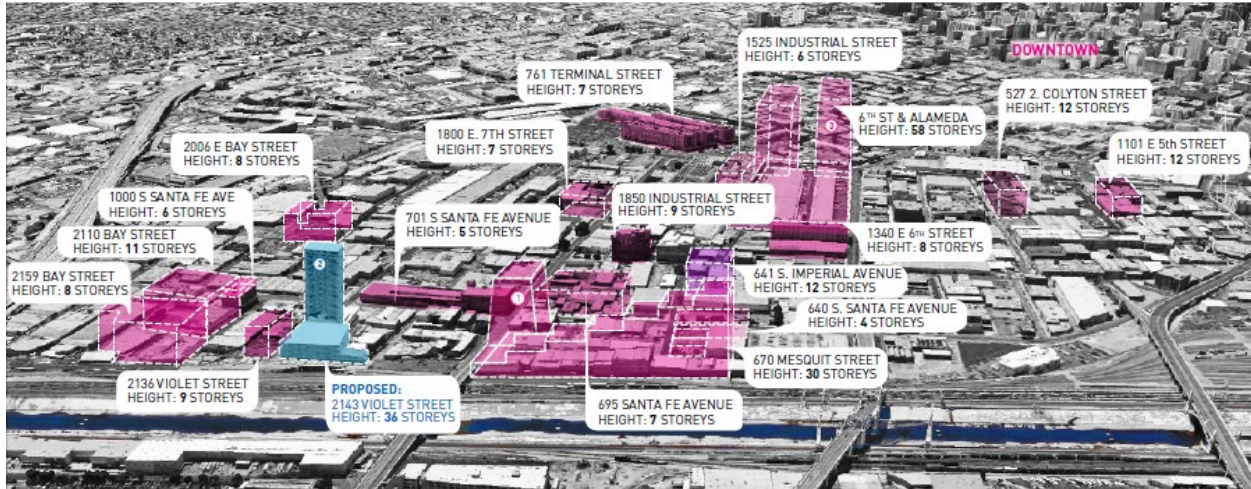 DOWNTOWN
1525 INDUSTRIAL STREET
HEIGHT: 6 STOREYS
761 TERMINAL STREET
HEIGHT: 7 STOREYS
527 2. COLYTON STREET
HEIGHT: 12 STOREYS
6TH ST & ALAMEDA
HEIGHT: 58 STOREYS
3
1800 E. 7TH STREET
HEIGHT: 7 STOREYS
1101 E 5th STREET
HEIGHT: 12 STOREYS
2006 E BAY STREET
HEIGHT: 8 STOREYS
1000 S SANTA FE AVE
HEIGHT: 6 STOREYS
1850 INDUSTRIAL STREET
HEIGHT: 9 STOREYS
701 S SANTA FE AVENUE
HEIGHT: 5 STOREYS
1340 E 6TH STREET
HEIGHT: 8 STOREYS
2110 BAY STREET
HEIGHT: 11 STOREYS
2
2159 BAY STREET
HEIGHT: 8 STOREYS
641 S. IMPERIAL AVENUE
HEIGHT: 12 STOREYS
1
640 S. SANTA FE AVENUE
HEIGHT: 4 STOREYS
670 MESQUIT STREET
HEIGHT: 30 STOREYS
2136 VIOLET STREET
HEIGHT: 9 STOREYS
PROPOSED:
2143 VIOLET STREET
HEIGHT: 36 STOREYS
695 SANTA FE AVENUE
HEIGHT: 7 STOREYS